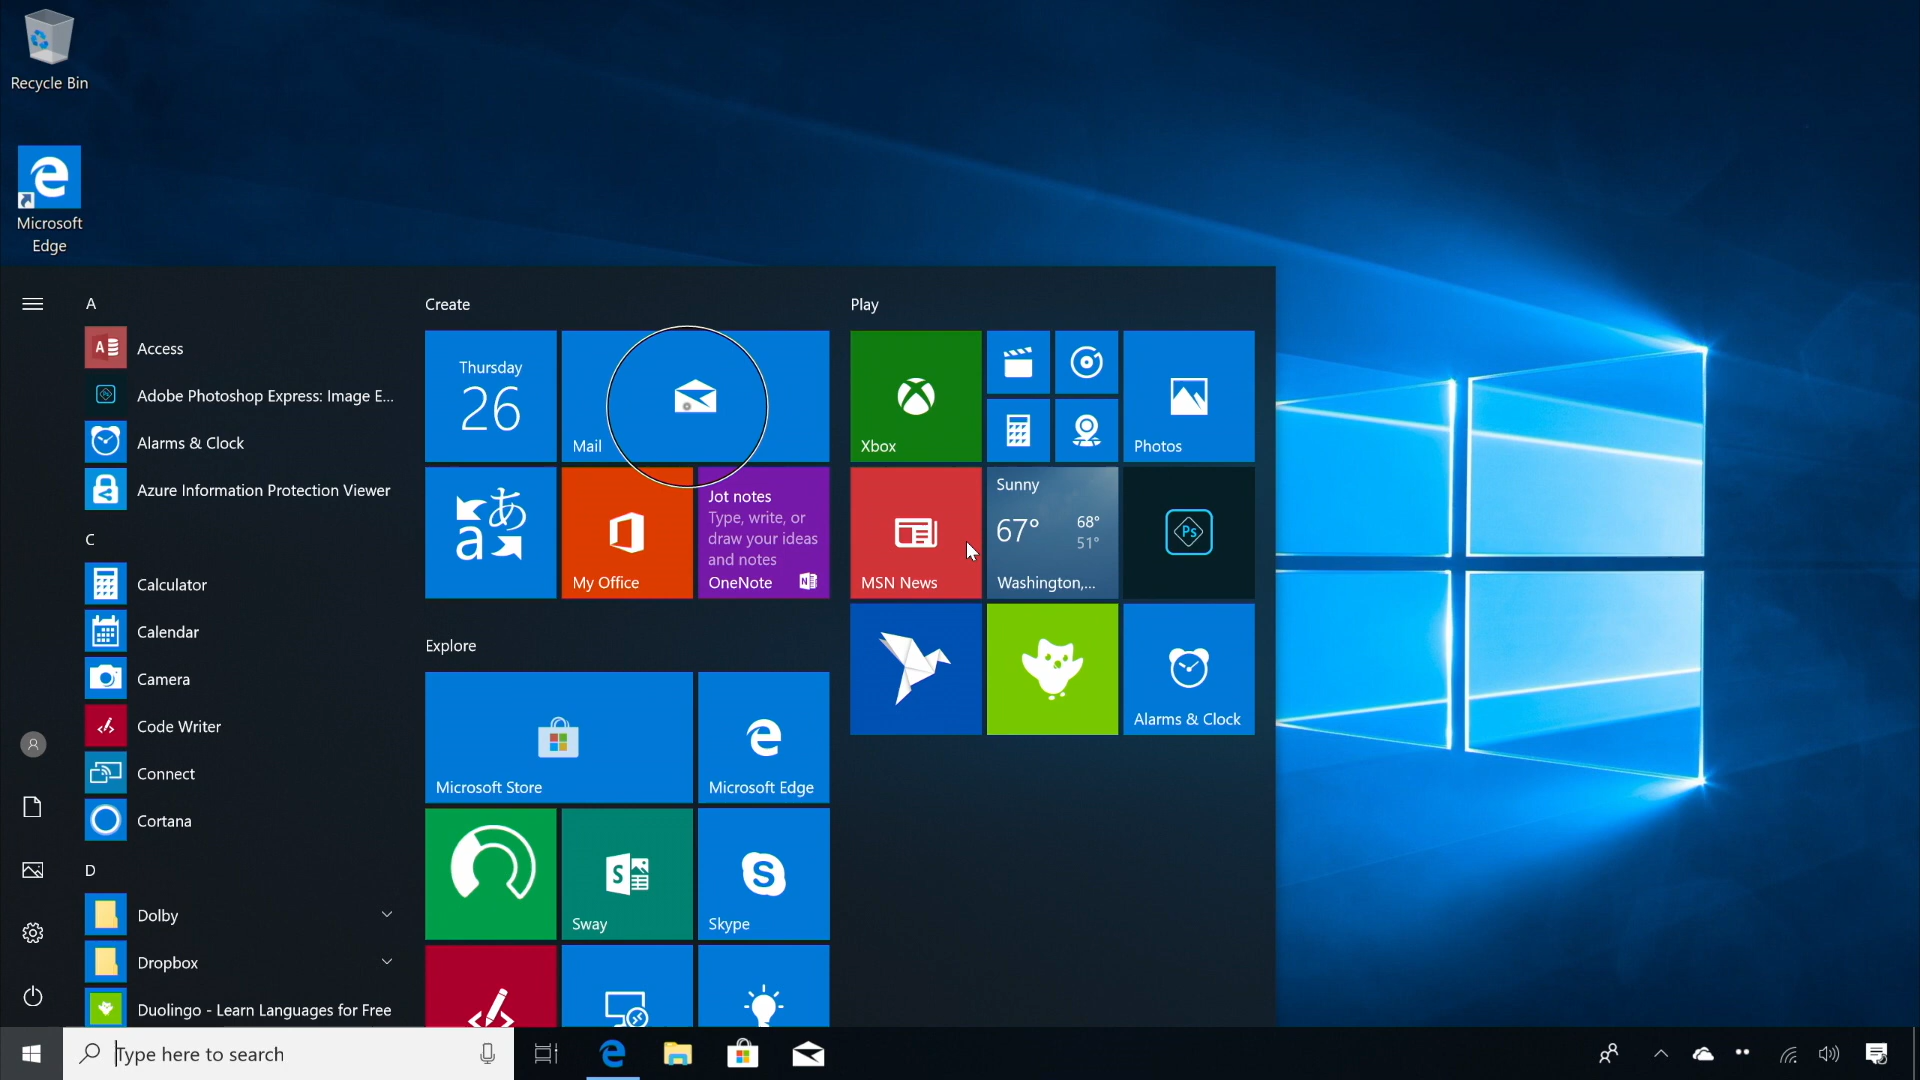 Recycle Bin
Microsoft
Edge
A
Access
Adobe Photoshop Express: Image E...
Alarms & Clock
Azure Information Protection Viewer
C
Calculator
Calendar
Camera
Code Writer
Connect
Cortana
D
Dolby
Dropbox
Duolingo - Learn Languages for Free
Create
Thursday
26
Mail
あ
a
My Office
Jot notes
Type, write, or
draw your ideas
and notes
OneNote
Explore
Microsoft Store
Microsoft Edge
Sway
Skype
Play
Xbox
Photos
MSN News
Sunny
67°
68°
51°
Washington,...
Ps
Alarms & Clock
Type here to search